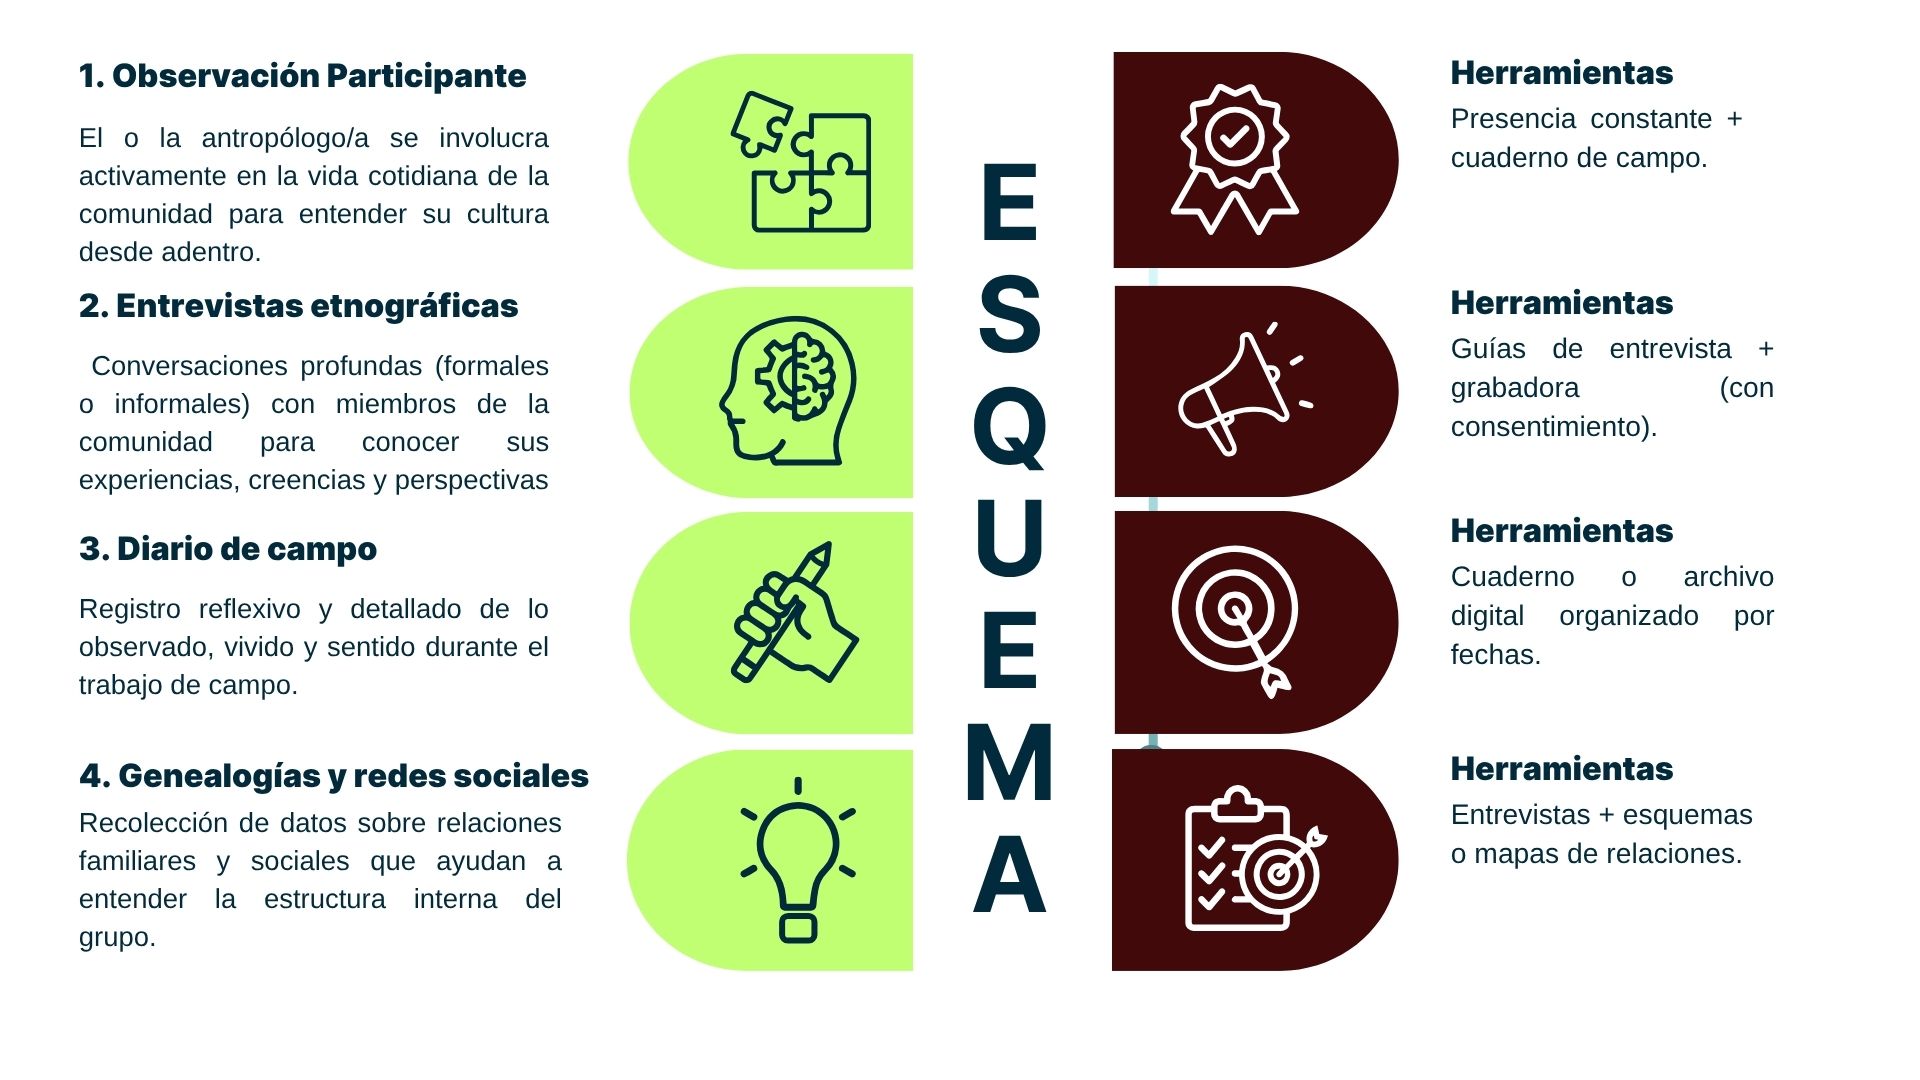 1. Observación Participante
El o la antropólogo/a se involucra
activamente en la vida cotidiana de la
comunidad para entender su cultura
desde adentro.
2. Entrevistas etnográficas
Conversaciones profundas (formales
o informales) con miembros de la
comunidad para conocer sus
experiencias, creencias y perspectivas
3. Diario de campo
Registro reflexivo y detallado de lo
observado, vivido y sentido durante el
trabajo de campo.
4. Genealogías y redes sociales
Recolección de datos sobre relaciones
familiares y sociales que ayudan a
entender la estructura interna del
grupo.
E
S
Q
U
E
M
A
Herramientas
Presencia constante +
cuaderno de campo.
Herramientas
Guías de entrevista +
grabadora (con
consentimiento).
Herramientas
Cuaderno o archivo
digital organizado por
fechas.
Herramientas
Entrevistas + esquemas
o mapas de relaciones.